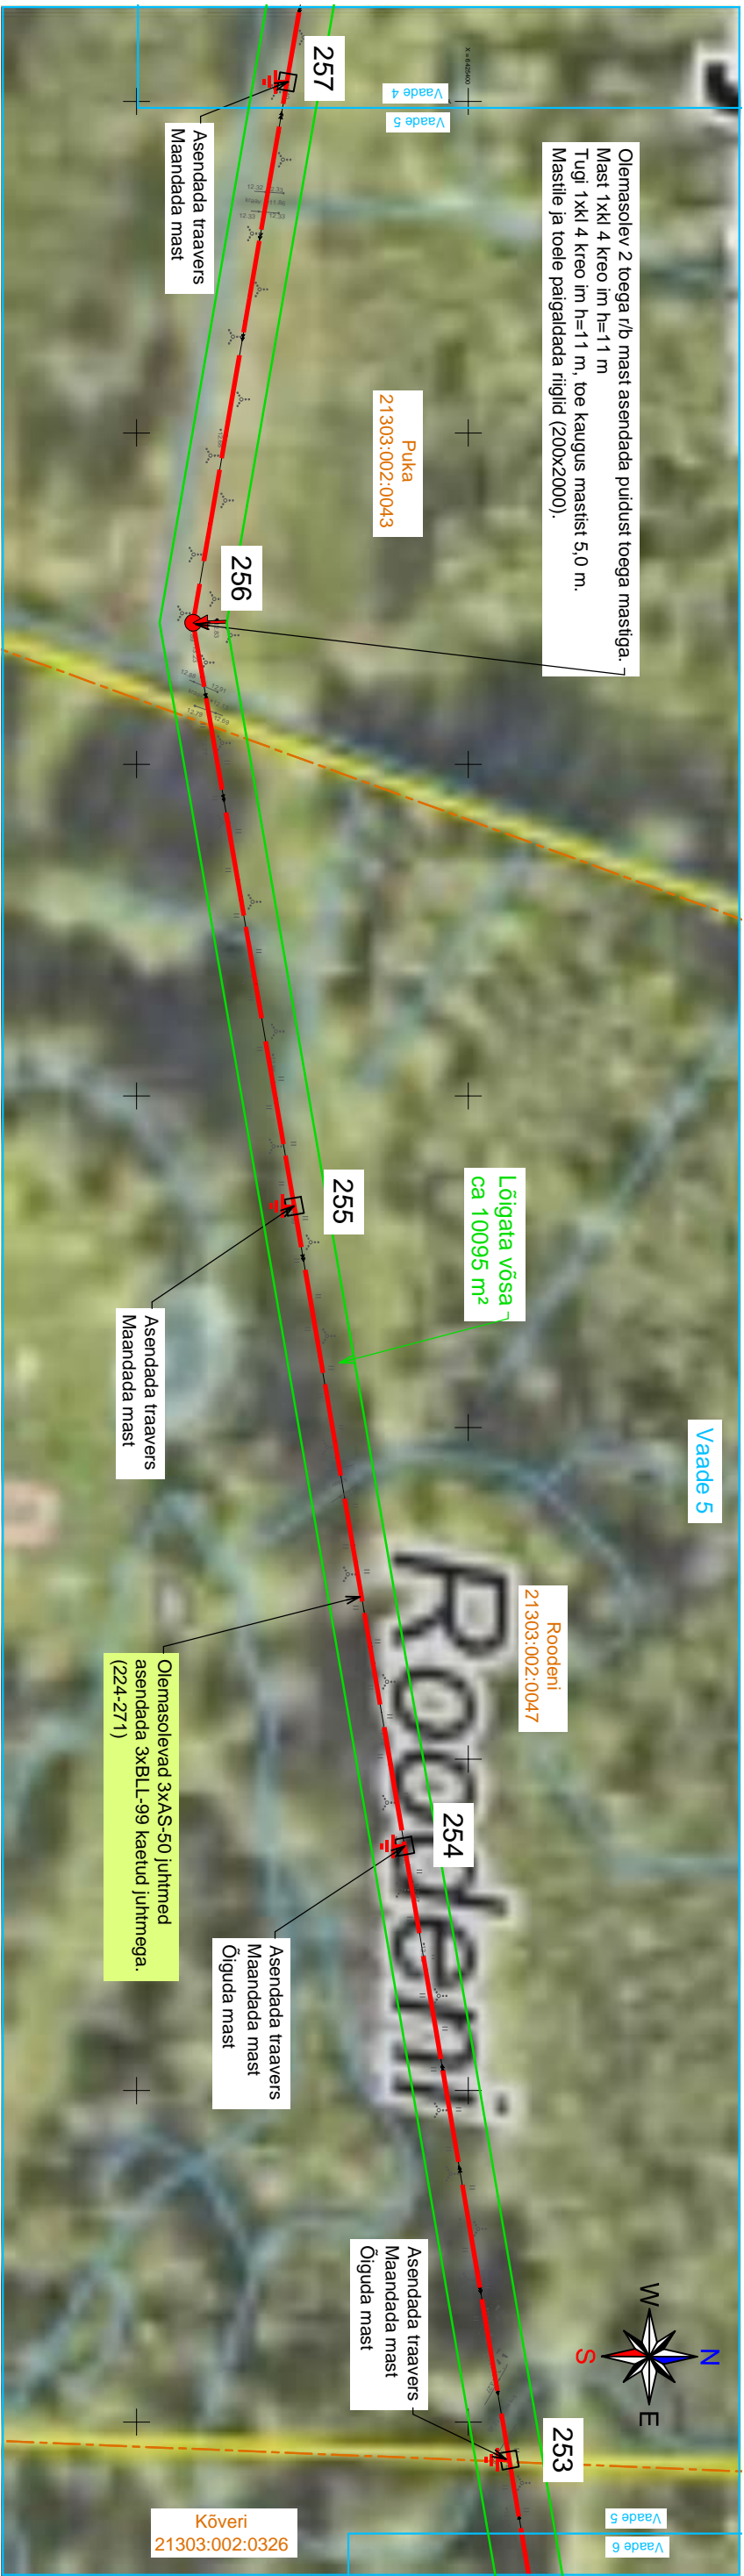 X = 6425400
Vaade 4
Vaade 5
257
Olemasolev 2 toega r/b mast asendada puidust toega mastiga.
Mast 1xkl 4 kreo im h=11 m
Tugi 1xkl 4 kreo im h=11 m, toe kaugus mastist 5,0 m.
Mastile ja toele paigaldada riiglid (200x2000).
Asendada traavers
Maandada mast
Puka
21303:002:0043
256
Lõigata võsa
ca 10095 m²
255
Asendada traavers
Maandada mast
Vaade 5
Roodeni
21303:002:0047
Roodeni
Olemasolevad 3xAS-50 juhtmed
asendada 3xBLL-99 kaetud juhtmega.
(224-271)
254
Asendada traavers
Maandada mast
Õiguda mast
Asendada traavers
Maandada mast
Õiguda mast
N
W
E
S
253
Kõveri
21303:002:0326
Vaade 5
Vaade 6